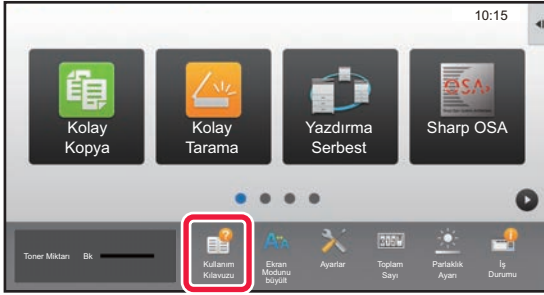 10:15
Kolay
Kopya
Kolay
Tarama
Yazdırma
Serbest
OSA
Sharp OSA
Toner Miktarı Bk
Kullanım
Kılavuzu
Ekran
Modunu
büyült
Ayarlar
Toplam
Sayı
Parlaklık
Ayarı
İş
Durumu